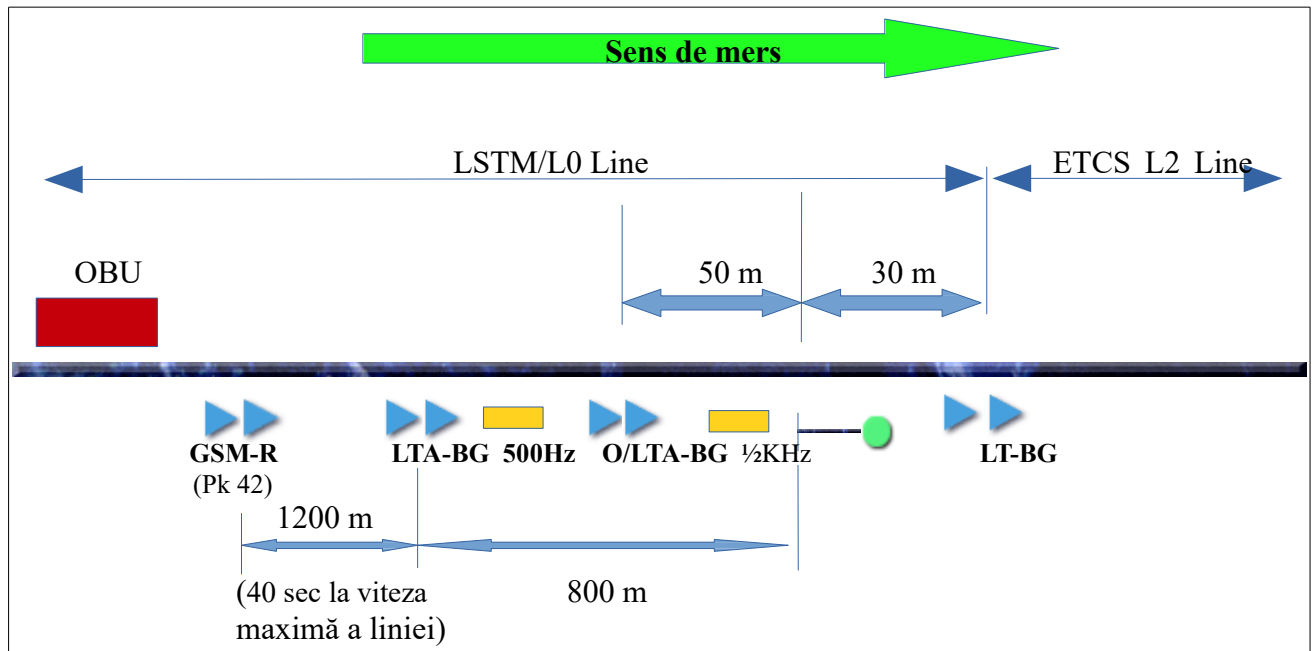 Sens de mers
LSTM/L0 Line
ETCS L2 Line
OBU
50 m
30 m
GSM-R
(Pk 42)
LTA-BG
500Hz
O/LTA-BG
½KHz
LT-BG
1200 m
(40 sec la viteza
maximă a liniei)
800 m